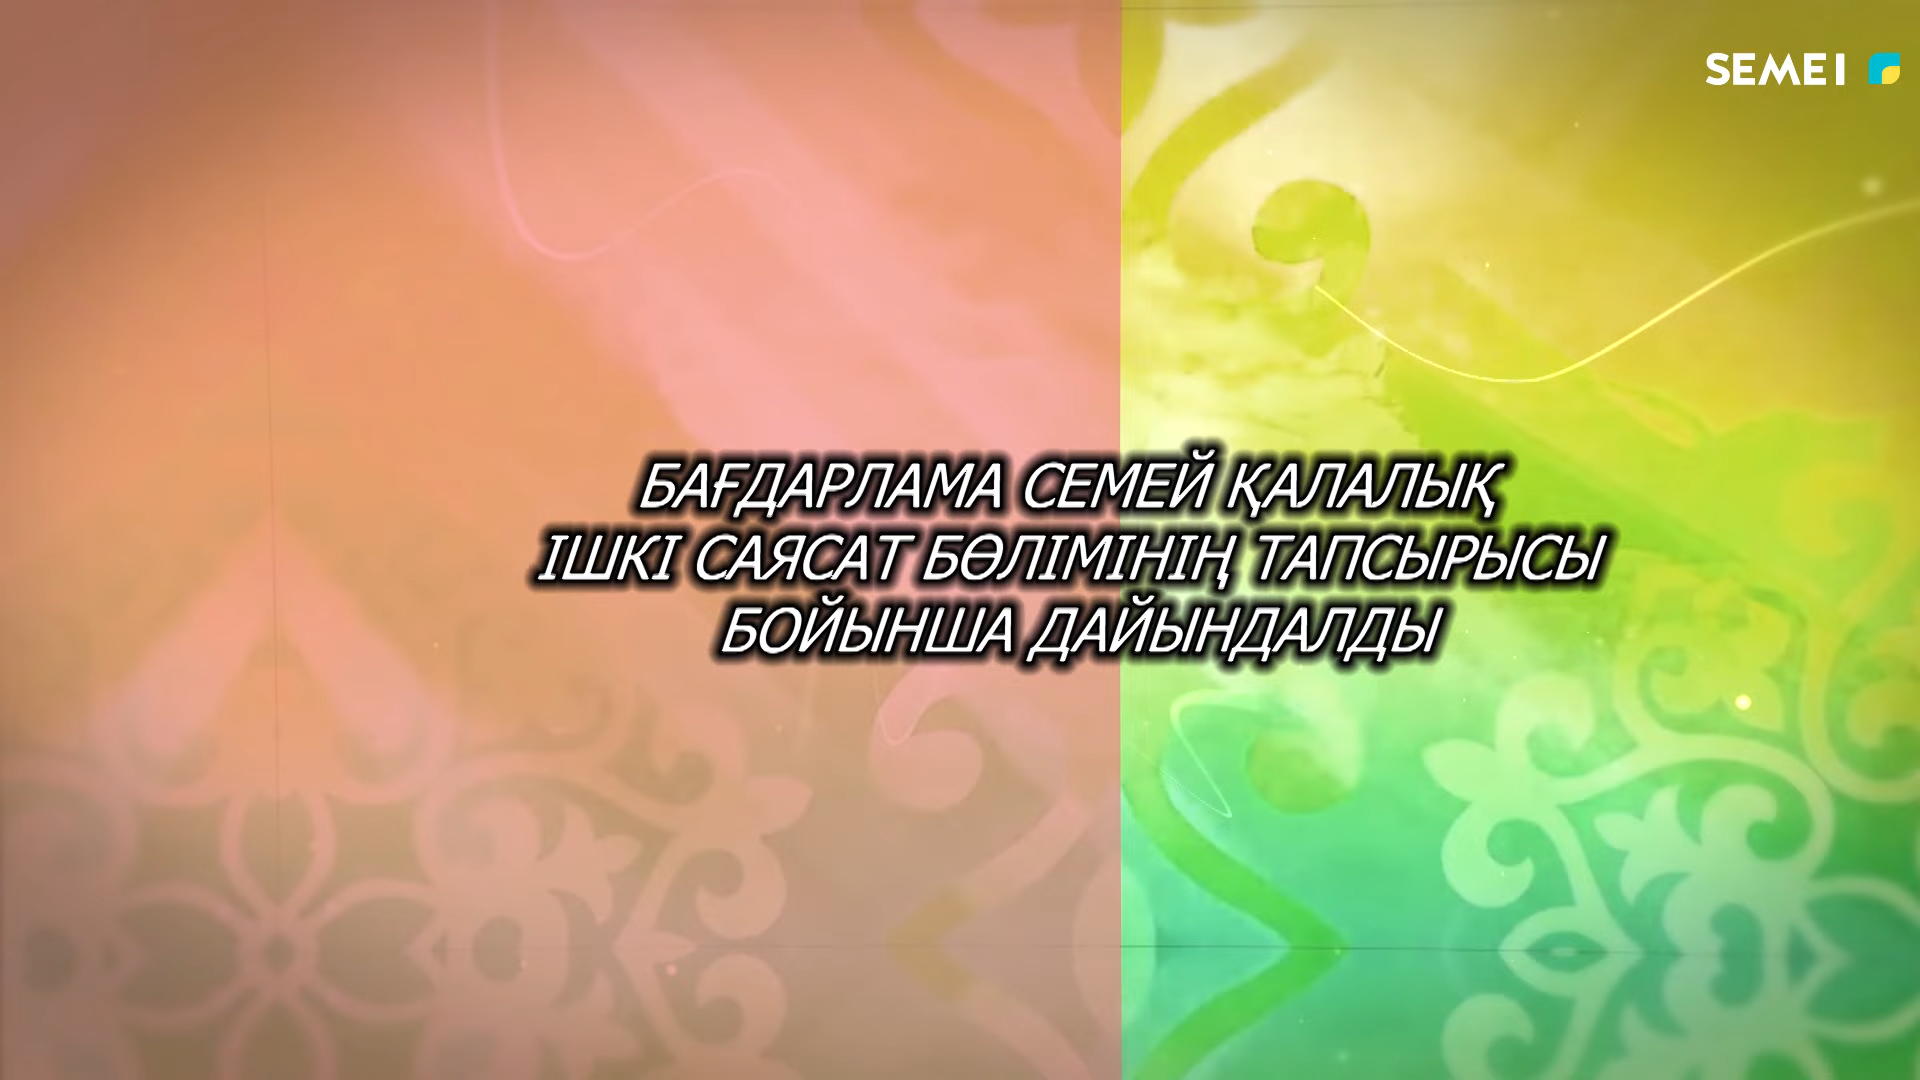 SEMEI
БАҒДАРЛАМА СЕМЕЙ ҚАЛАЛЫҚ
ІШКІ САЯСАТ БӨЛІМІНІҢ ТАПСЫРЫСЫ
БОЙЫНША ДАЙЫНДАЛДЫ